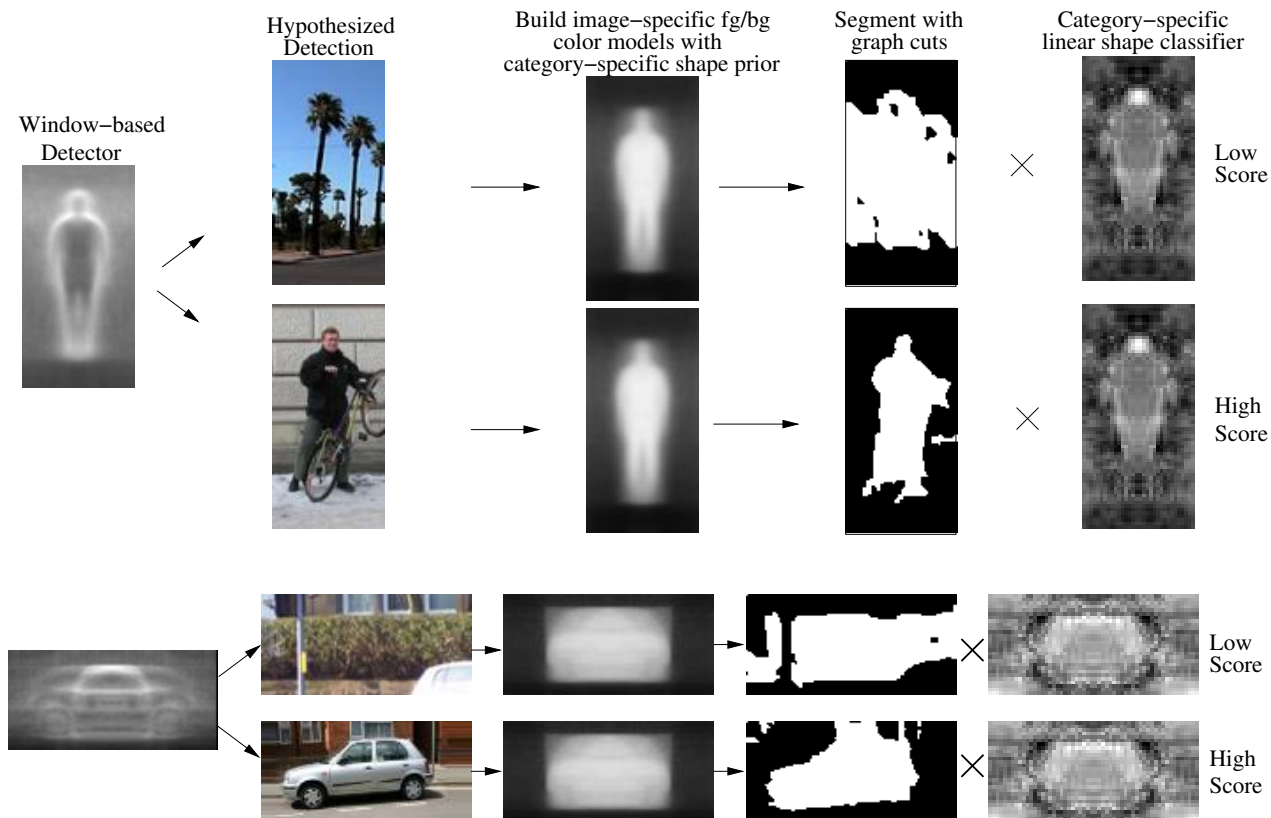 Hypothesized
Detection
Build image−specific fg/bg
color models with
category−specific shape prior
Segment with
graph cuts
Category−specific
linear shape classifier
Window−based
Detector
Low
Score
High
Score
Low
Score
High
Score